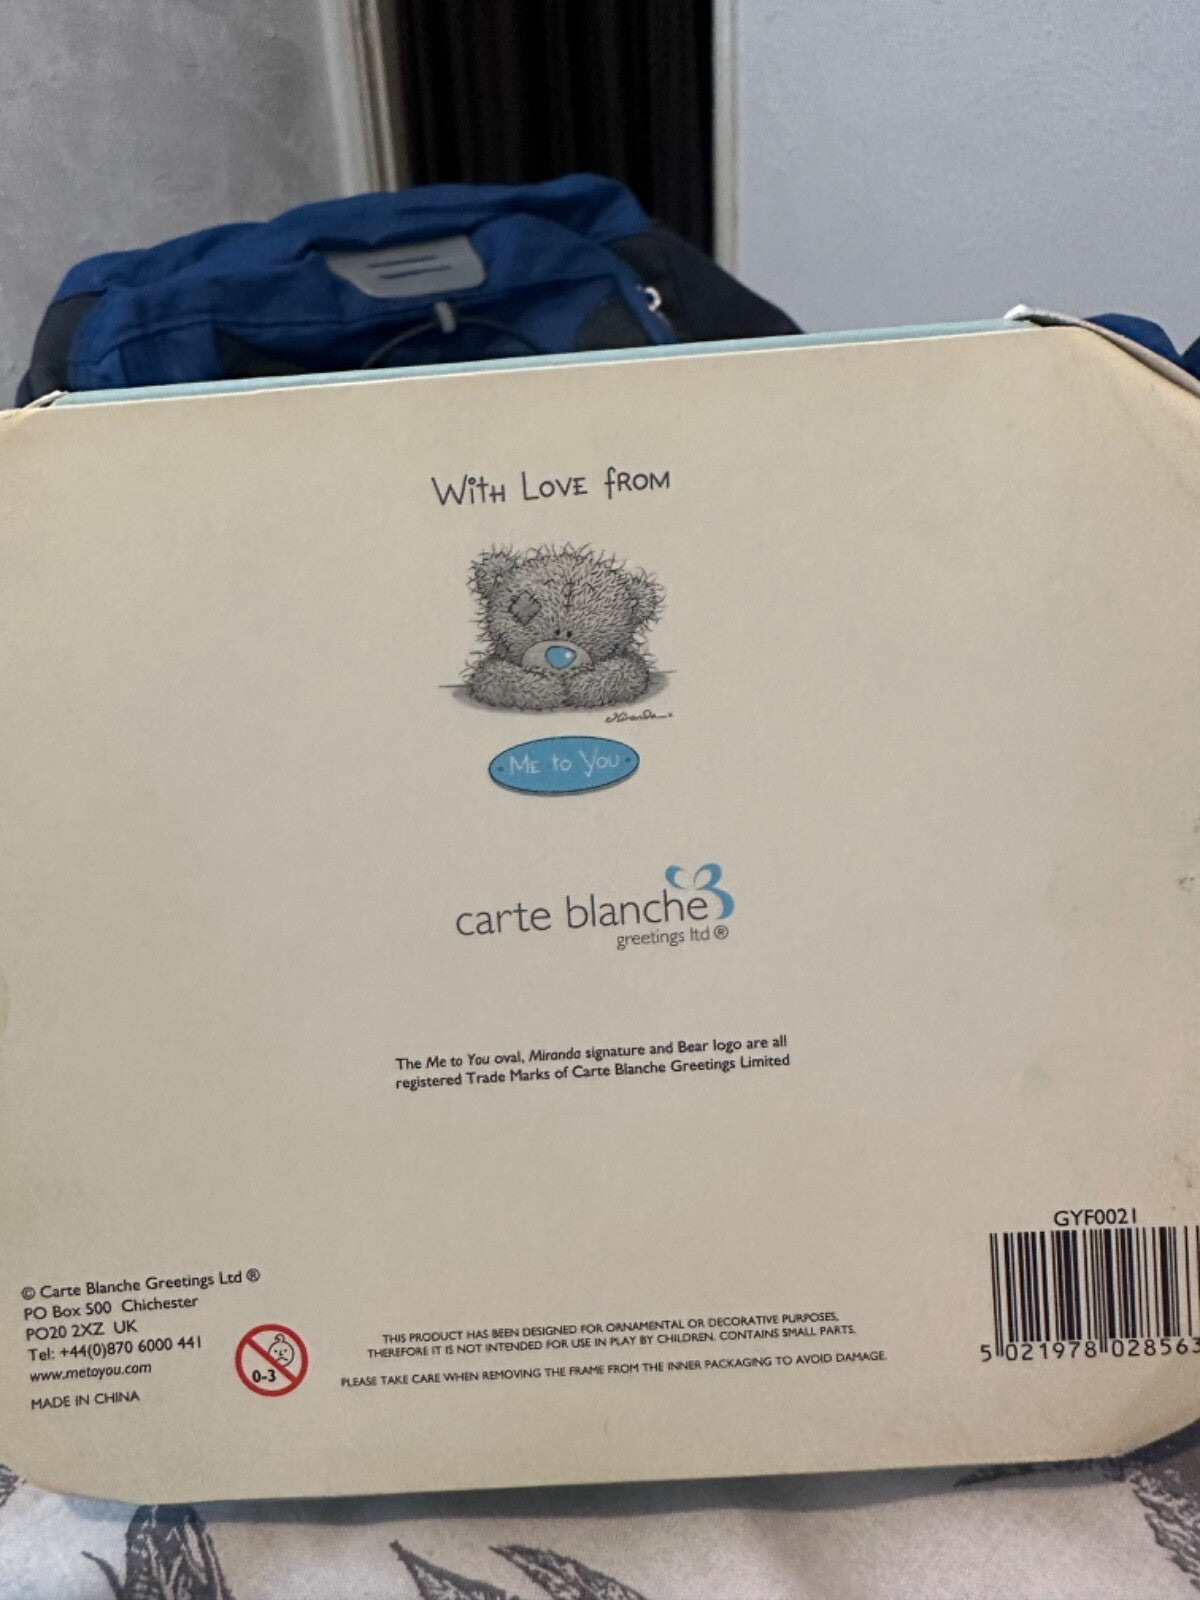 With Love from
Miranda
Me to You
carte blanche
greetings ltd ®
The Me to You oval, Miranda signature and Bear logo are all
registered Trade Marks of Carte Blanche Greetings Limited
GYF0021
5 021978 028563
© Carte Blanche Greetings Ltd ®
PO Box 500 Chichester
PO20 2XZ UK
Tel: +44(0)870 6000 441
www.metoyou.com
MADE IN CHINA
0-3
THIS PRODUCT HAS BEEN DESIGNED FOR ORNAMENTAL OR DECORATIVE PURPOSES,
THEREFORE IT IS NOT INTENDED FOR USE IN PLAY BY CHILDREN. CONTAINS SMALL PARTS.
PLEASE TAKE CARE WHEN REMOVING THE FRAME FROM THE INNER PACKAGING TO AVOID DAMAGE.